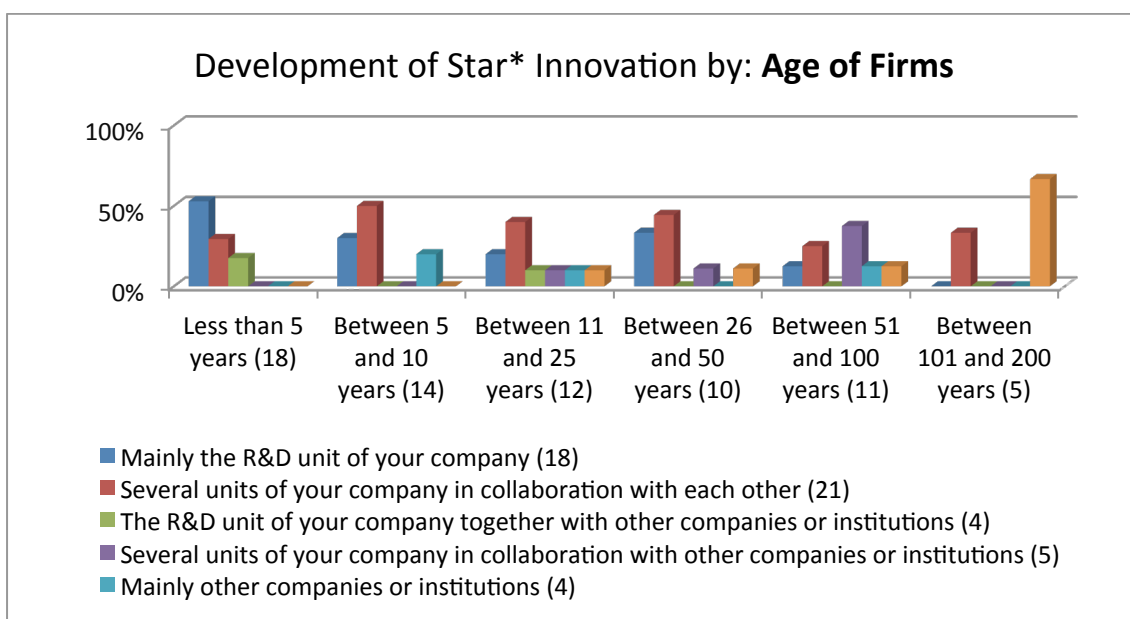 Development of Star* Innovation by: Age of Firms
100%
50%
0%
Less than 5
years (18)
Between 5
and 10
years (14)
Between 11
and 25
years (12)
Between 26
and 50
years (10)
Between 51
and 100
years (11)
Between
101 and 200
years (5)
Mainly the R&D unit of your company (18)
Several units of your company in collaboration with each other (21)
The R&D unit of your company together with other companies or institutions (4)
Several units of your company in collaboration with other companies or institutions (5)
Mainly other companies or institutions (4)